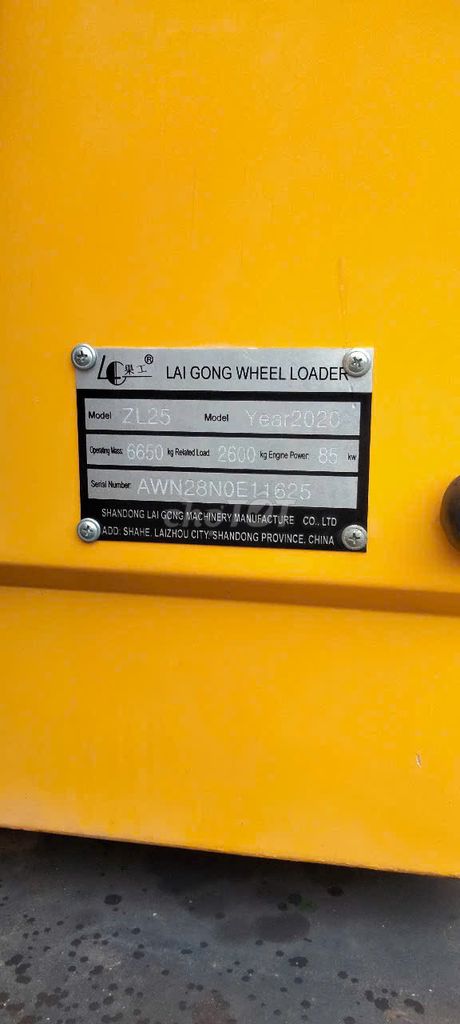 LG 果工® LAI GONG WHEEL LOADER
Model ZL25 Model Year2020
Operating Mass: 6650 kg Related Load: 2600 kg Engine Power: 85 kw
Serial Number: AWN28N0E11625
SHANDONG LAI GONG MACHINERY MANUFACTURE CO., LTD
ADD: SHAHE, LAIZHOU CITY/SHANDONG PROVINCE, CHINA